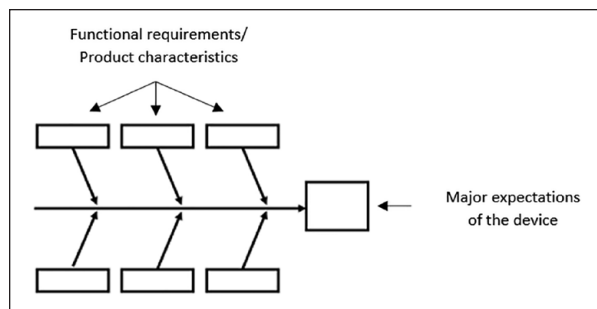 Functional requirements/
Product characteristics
Major expectations
of the device